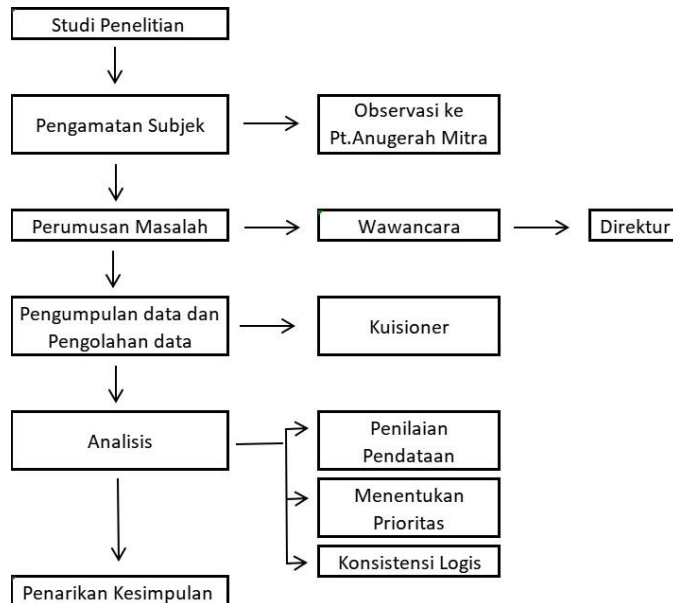 Studi Penelitian
Pengamatan Subjek
Observasi ke
Pt.Anugerah Mitra
Perumusan Masalah
Wawancara
Direktur
Pengumpulan data dan
Pengolahan data
Kuisioner
Analisis
Penilaian
Pendataan
Menentukan
Prioritas
Konsistensi Logis
Penarikan Kesimpulan